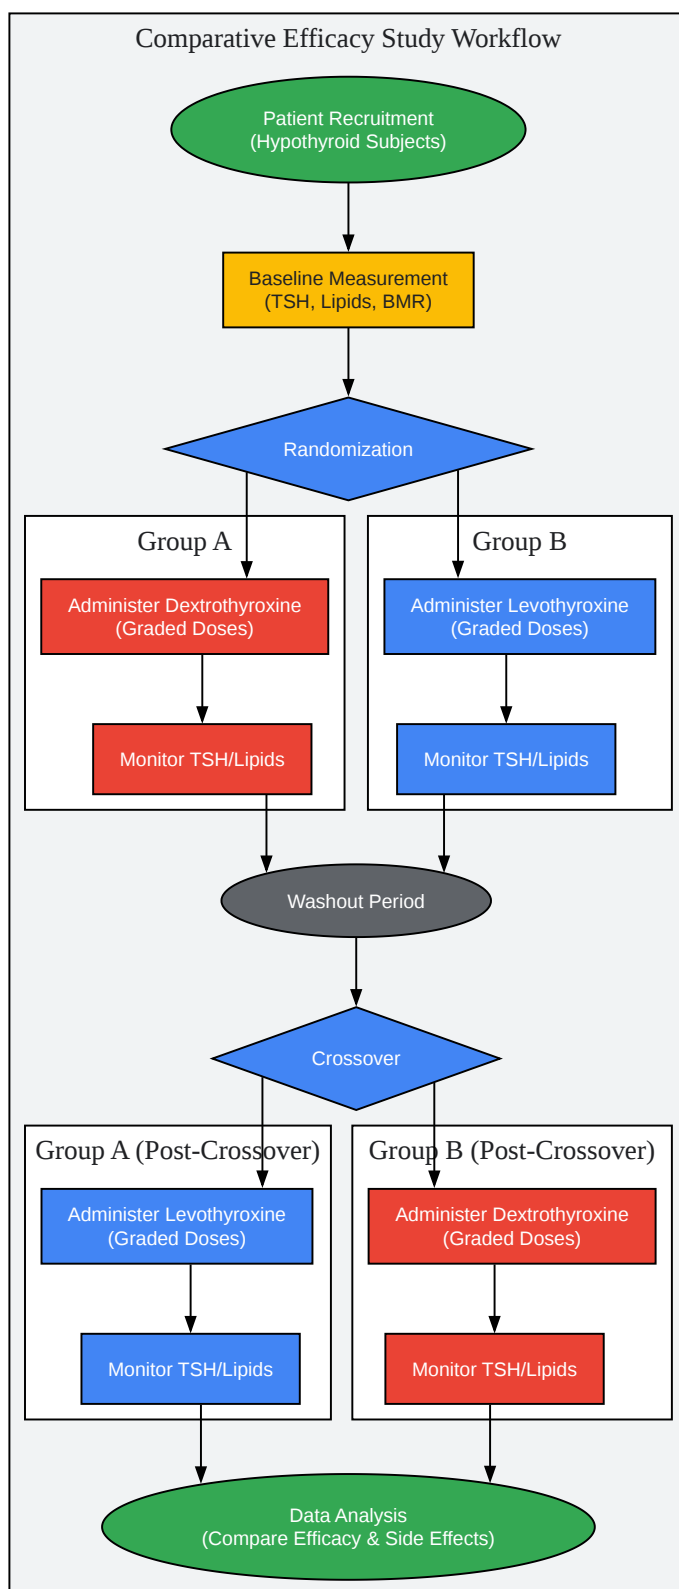 Comparative Efficacy Study Workflow
Patient Recruitment
(Hypothyroid Subjects)
Baseline Measurement
(TSH, Lipids, BMR)
Randomization
Group A
Administer Dextrothyroxine
(Graded Doses)
Monitor TSH/Lipids
Group B
Administer Levothyroxine
(Graded Doses)
Monitor TSH/Lipids
Washout Period
Crossover
Group A (Post-Crossover)
Administer Levothyroxine
(Graded Doses)
Monitor TSH/Lipids
Group B (Post-Crossover)
Administer Dextrothyroxine
(Graded Doses)
Monitor TSH/Lipids
Data Analysis
(Compare Efficacy & Side Effects)